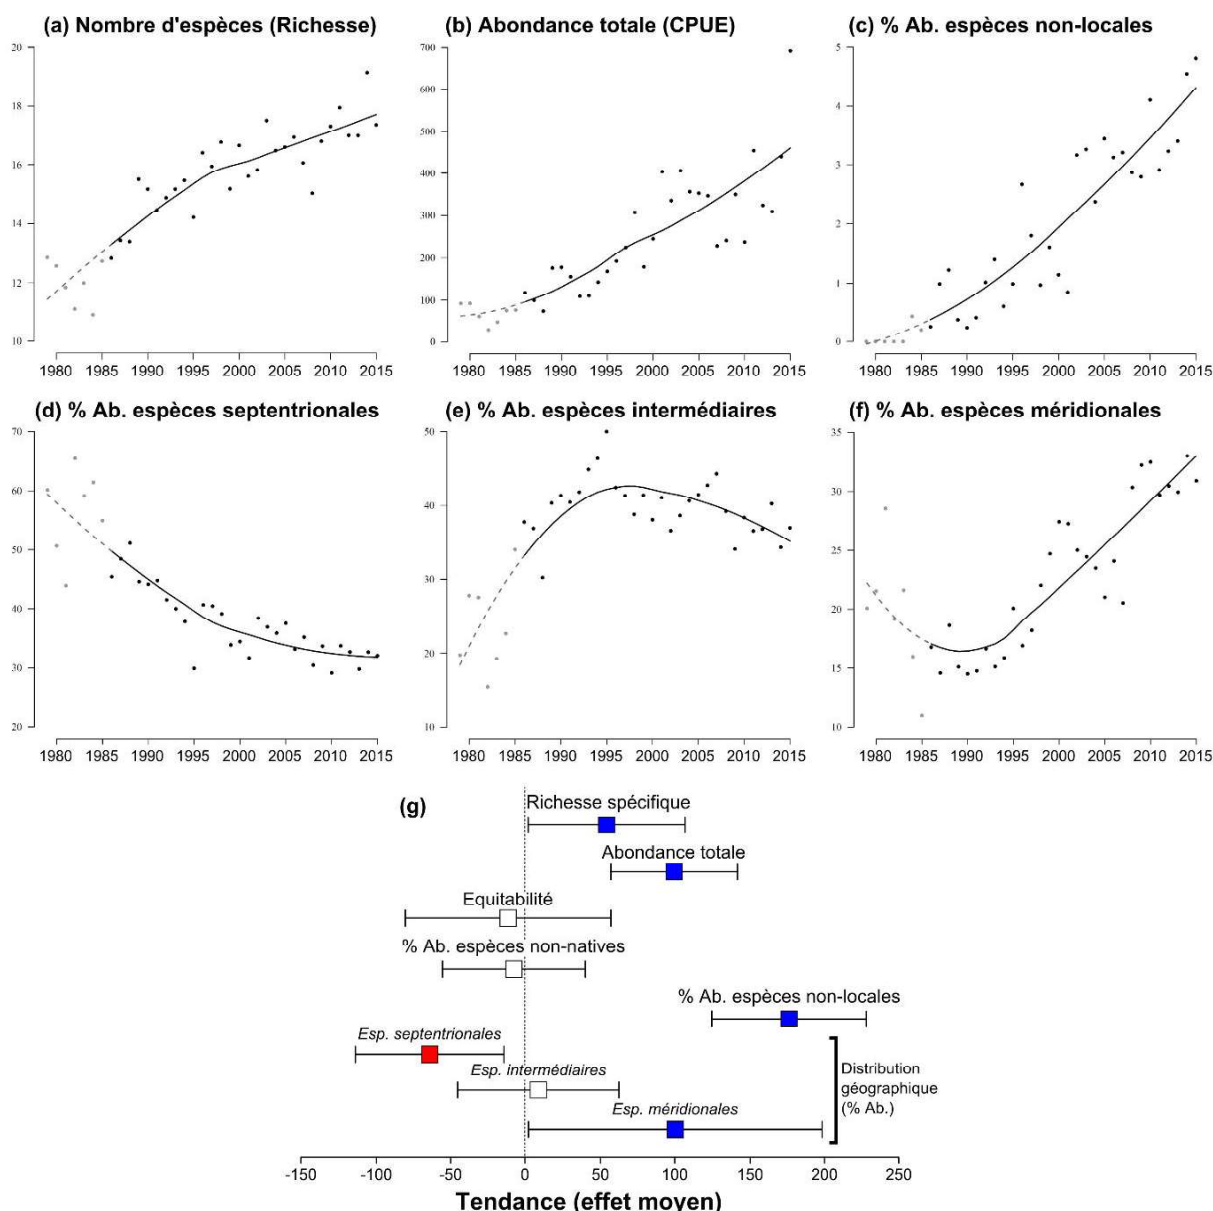 (a) Nombre d'espèces (Richesse)
(b) Abondance totale (CPUE)
(c) % Ab. espèces non-locales
20
18
16
14
12
10
1980 1985 1990 1995 2000 2005 2010 2015
700
600
500
400
300
200
100
0
1980 1985 1990 1995 2000 2005 2010 2015
5
4
3
2
1
0
1980 1985 1990 1995 2000 2005 2010 2015
(d) % Ab. espèces septentrionales
(e) % Ab. espèces intermédiaires
(f) % Ab. espèces méridionales
70
60
50
40
30
20
1980 1985 1990 1995 2000 2005 2010 2015
50
40
30
20
10
1980 1985 1990 1995 2000 2005 2010 2015
35
30
25
20
15
10
1980 1985 1990 1995 2000 2005 2010 2015
(g)
Richesse spécifique
Abondance totale
Equitabilité
% Ab. espèces non-natives
% Ab. espèces non-locales
Esp. septentrionales
Esp. intermédiaires
Esp. méridionales
Distribution
géographique
(% Ab.)
-150 -100 -50 0 50 100 150 200 250
Tendance (effet moyen)